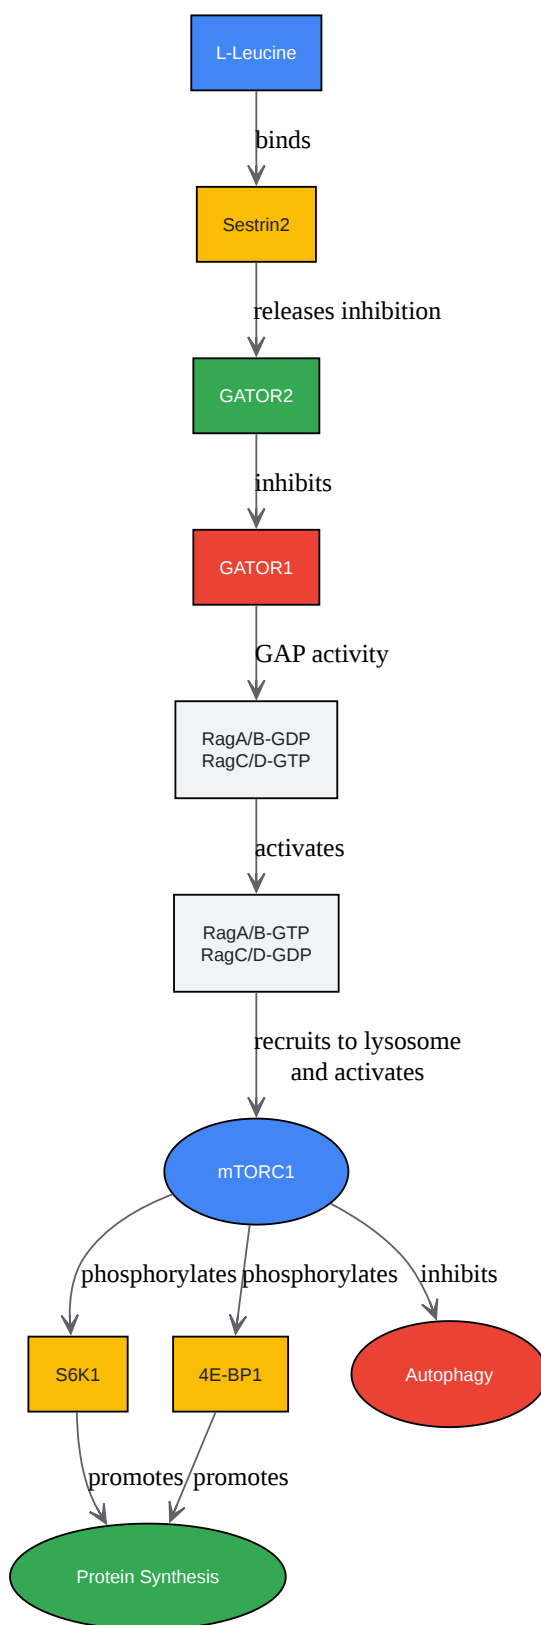 L-Leucine
binds
Sestrin2
releases inhibition
GATOR2
inhibits
GATOR1
GAP activity
RagA/B-GDP
RagC/D-GTP
activates
RagA/B-GTP
RagC/D-GDP
recruits to lysosome
and activates
mTORC1
phosphorylates
phosphorylates
inhibits
S6K1
4E-BP1
Autophagy
promotes
promotes
Protein Synthesis